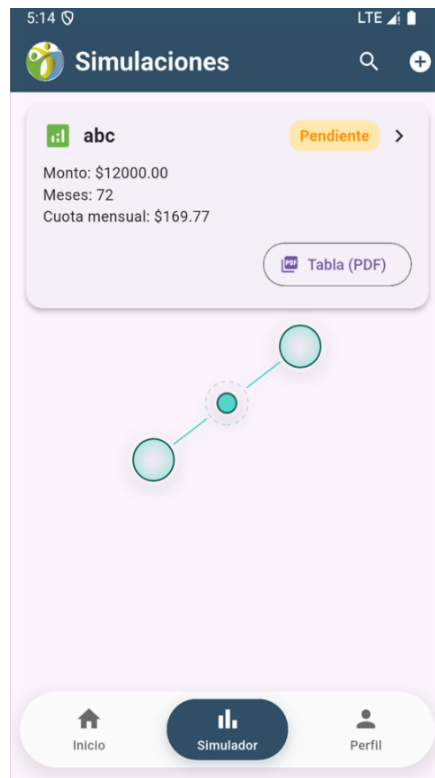 5:14 LTE
Simulaciones
abc Pendiente
Monto: $12000.00
Meses: 72
Cuota mensual: $169.77
PDF Tabla (PDF)
Inicio Simulador Perfil